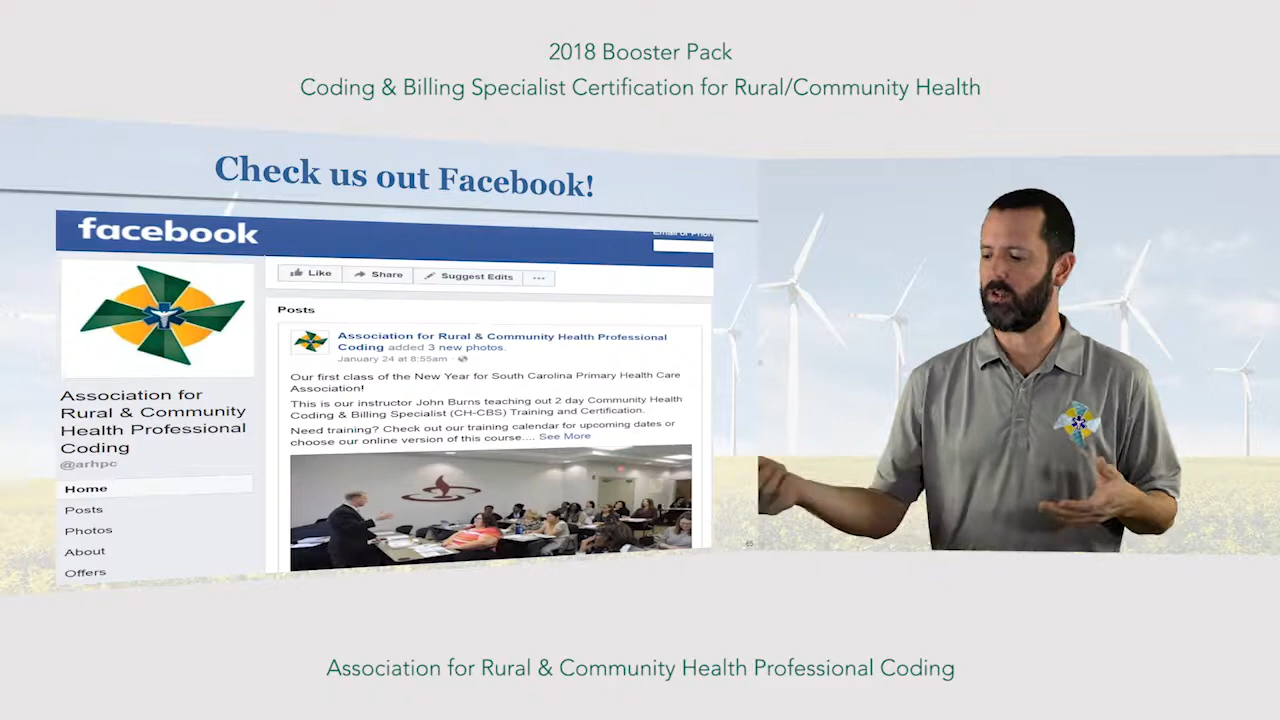 2018 Booster Pack
Coding & Billing Specialist Certification for Rural/Community Health
Check us out Facebook!
facebook
Email or Phon
Like
Share
Suggest Edits
Association for
Rural & Community
Health Professional
Coding
@arhpc
Home
Posts
Photos
About
Offers
Posts
Association for Rural & Community Health Professional
Coding added 3 new photos.
January 24 at 8:55am
Our first class of the New Year for South Carolina Primary Health Care
Association!
This is our instructor John Burns teaching out 2 day Community Health
Coding & Billing Specialist (CH-CBS) Training and Certification.
Need training? Check out our training calendar for upcoming dates or
choose our online version of this course.... See More
65
Association for Rural & Community Health Professional Coding